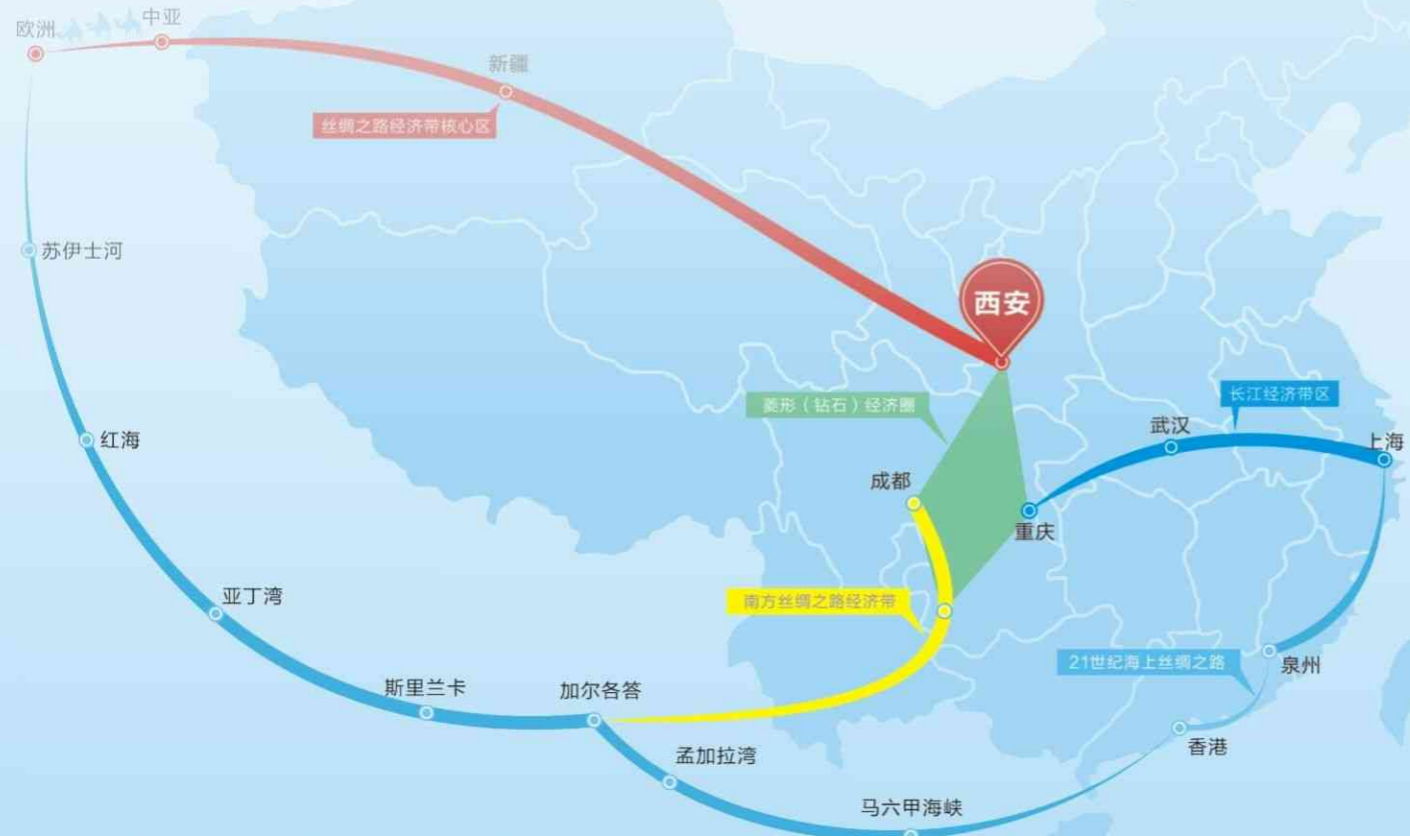 中亚
欧洲
新疆
丝绸之路经济带核心区
苏伊士河
西安
长江经济带区
菱形（钻石）经济圈
武汉
红海
上海
成都
重庆
亚丁湾
南方丝绸之路经济带
21世纪海上丝绸之路
泉州
斯里兰卡
加尔各答
香港
孟加拉湾
马六甲海峡